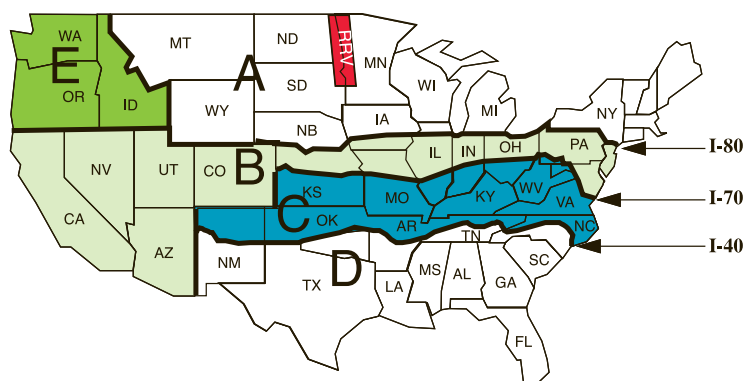 WA
MT
ND
RRV
MN
E
A
WI
OR
ID
WY
SD
MI
NY
NB
IA
I-80
IL
IN
OH
PA
NV
UT
CO
B
I-70
KS
MO
KY
WV
VA
CA
C
OK
AR
NC
I-40
AZ
TN
NM
D
SC
TX
MS
AL
GA
LA
FL